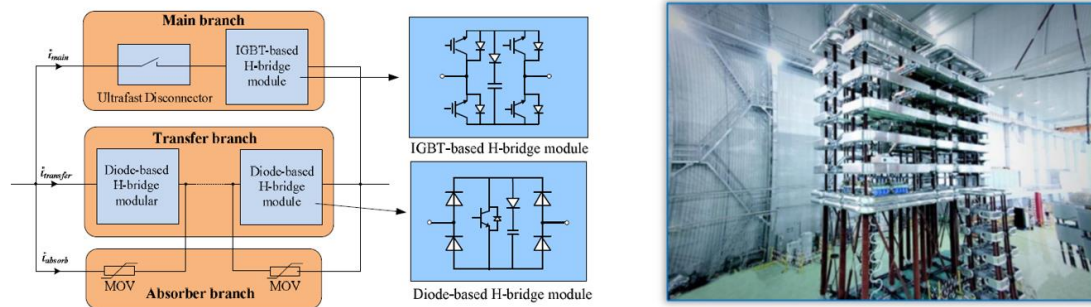 Main branch
i_main
IGBT-based
H-bridge
module
Ultrafast Disconnector
IGBT-based H-bridge module
Transfer branch
i_transfer
Diode-based
H-bridge
modular
Diode-based
H-bridge
module
i_absorb
MOV
MOV
Absorber branch
Diode-based H-bridge module